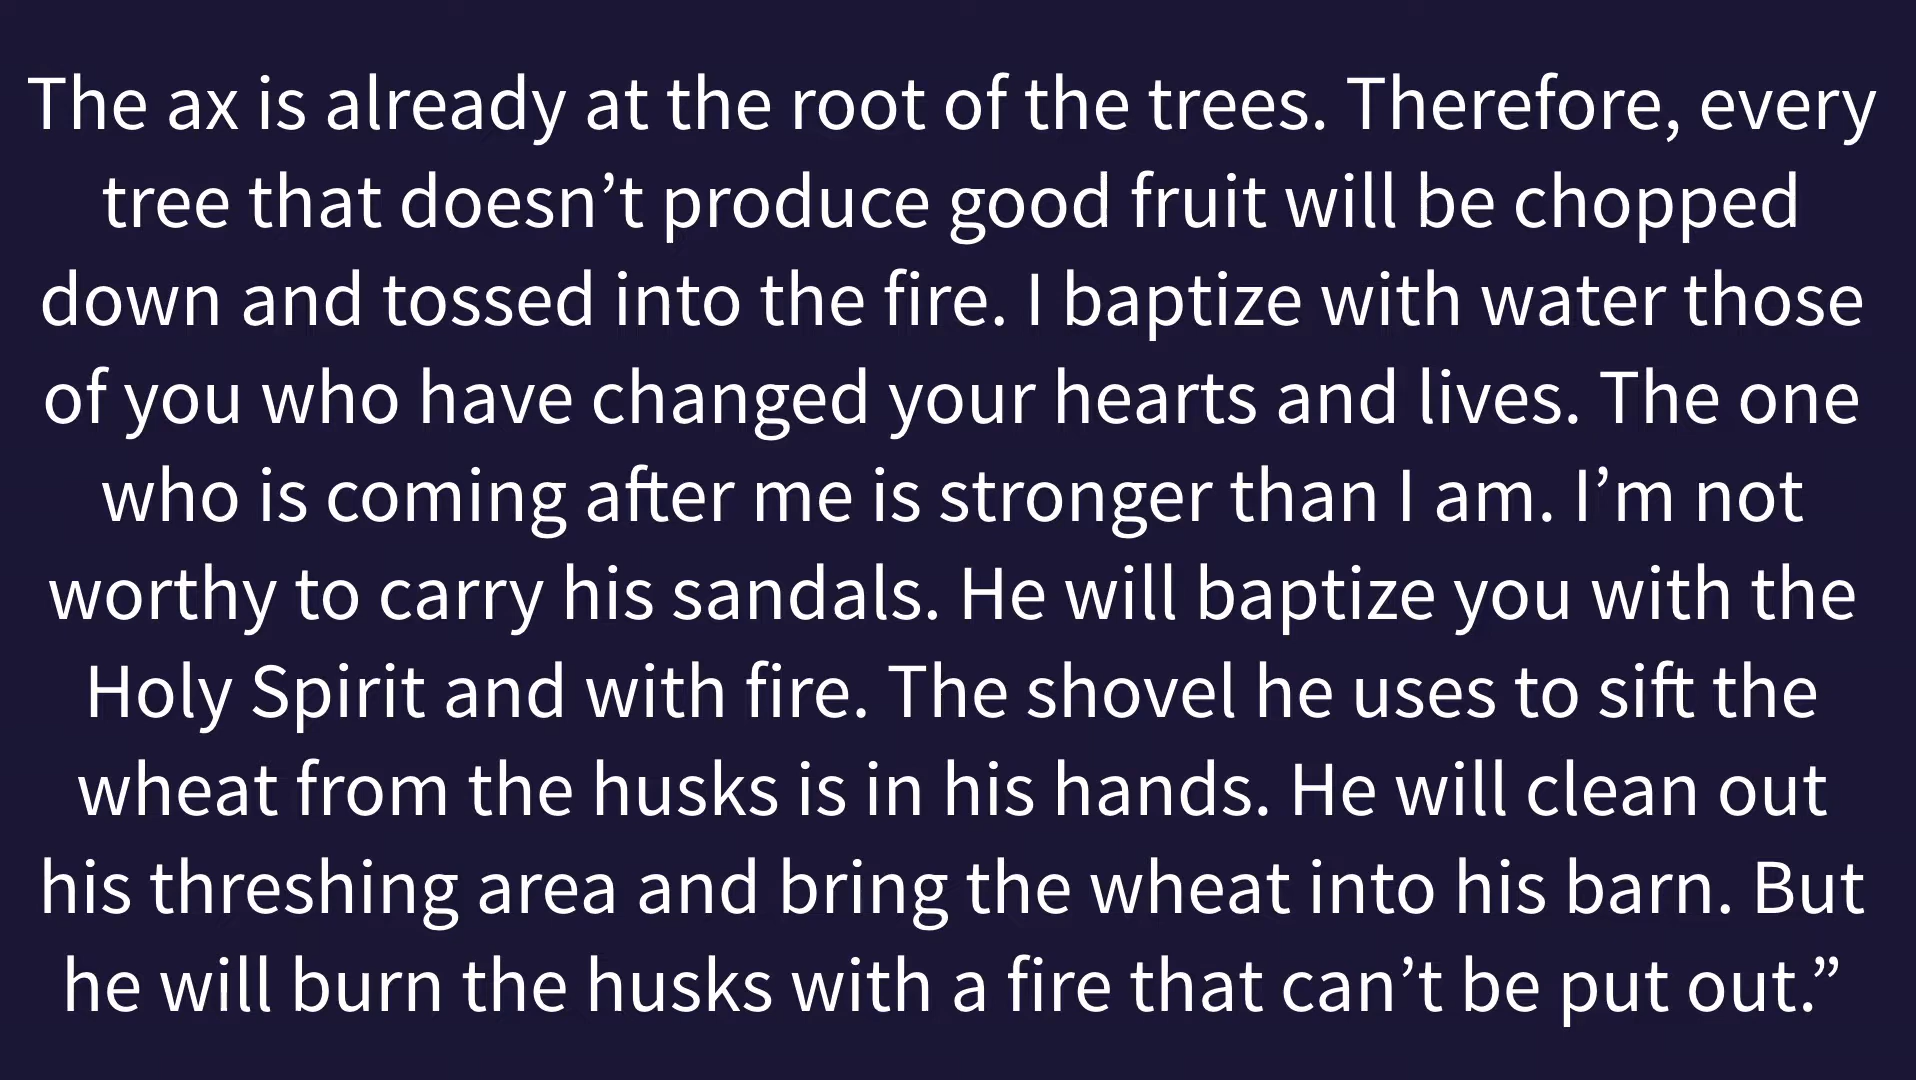 The ax is already at the root of the trees. Therefore, every
tree that doesn’t produce good fruit will be chopped
down and tossed into the fire. I baptize with water those
of you who have changed your hearts and lives. The one
who is coming after me is stronger than I am. I’m not
worthy to carry his sandals. He will baptize you with the
Holy Spirit and with fire. The shovel he uses to sift the
wheat from the husks is in his hands. He will clean out
his threshing area and bring the wheat into his barn. But
he will burn the husks with a fire that can’t be put out.”